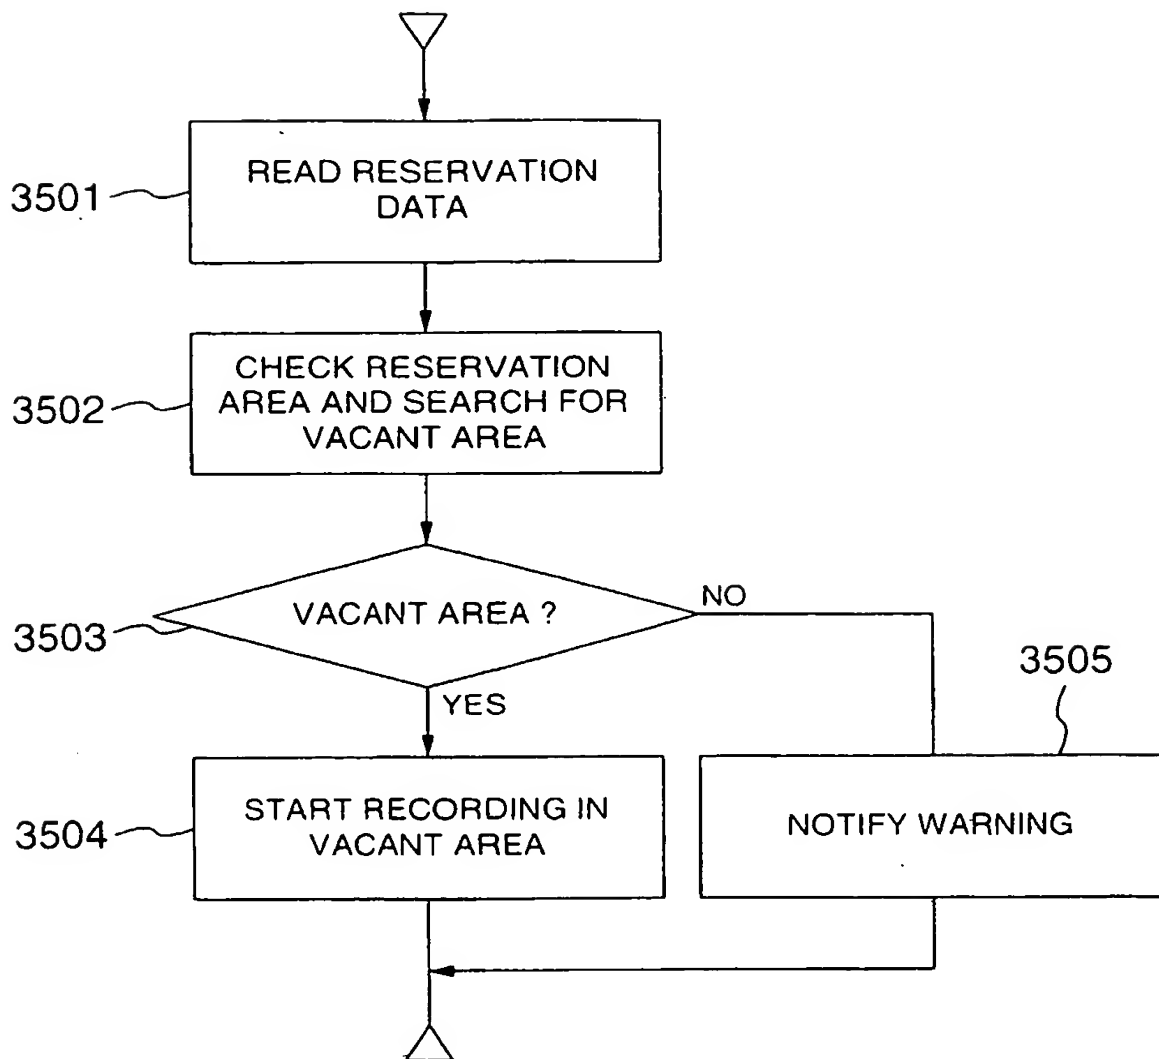 3501
READ RESERVATION
DATA
3502
CHECK RESERVATION
AREA AND SEARCH FOR
VACANT AREA
3503
VACANT AREA ?
NO
YES
3504
START RECORDING IN
VACANT AREA
3505
NOTIFY WARNING